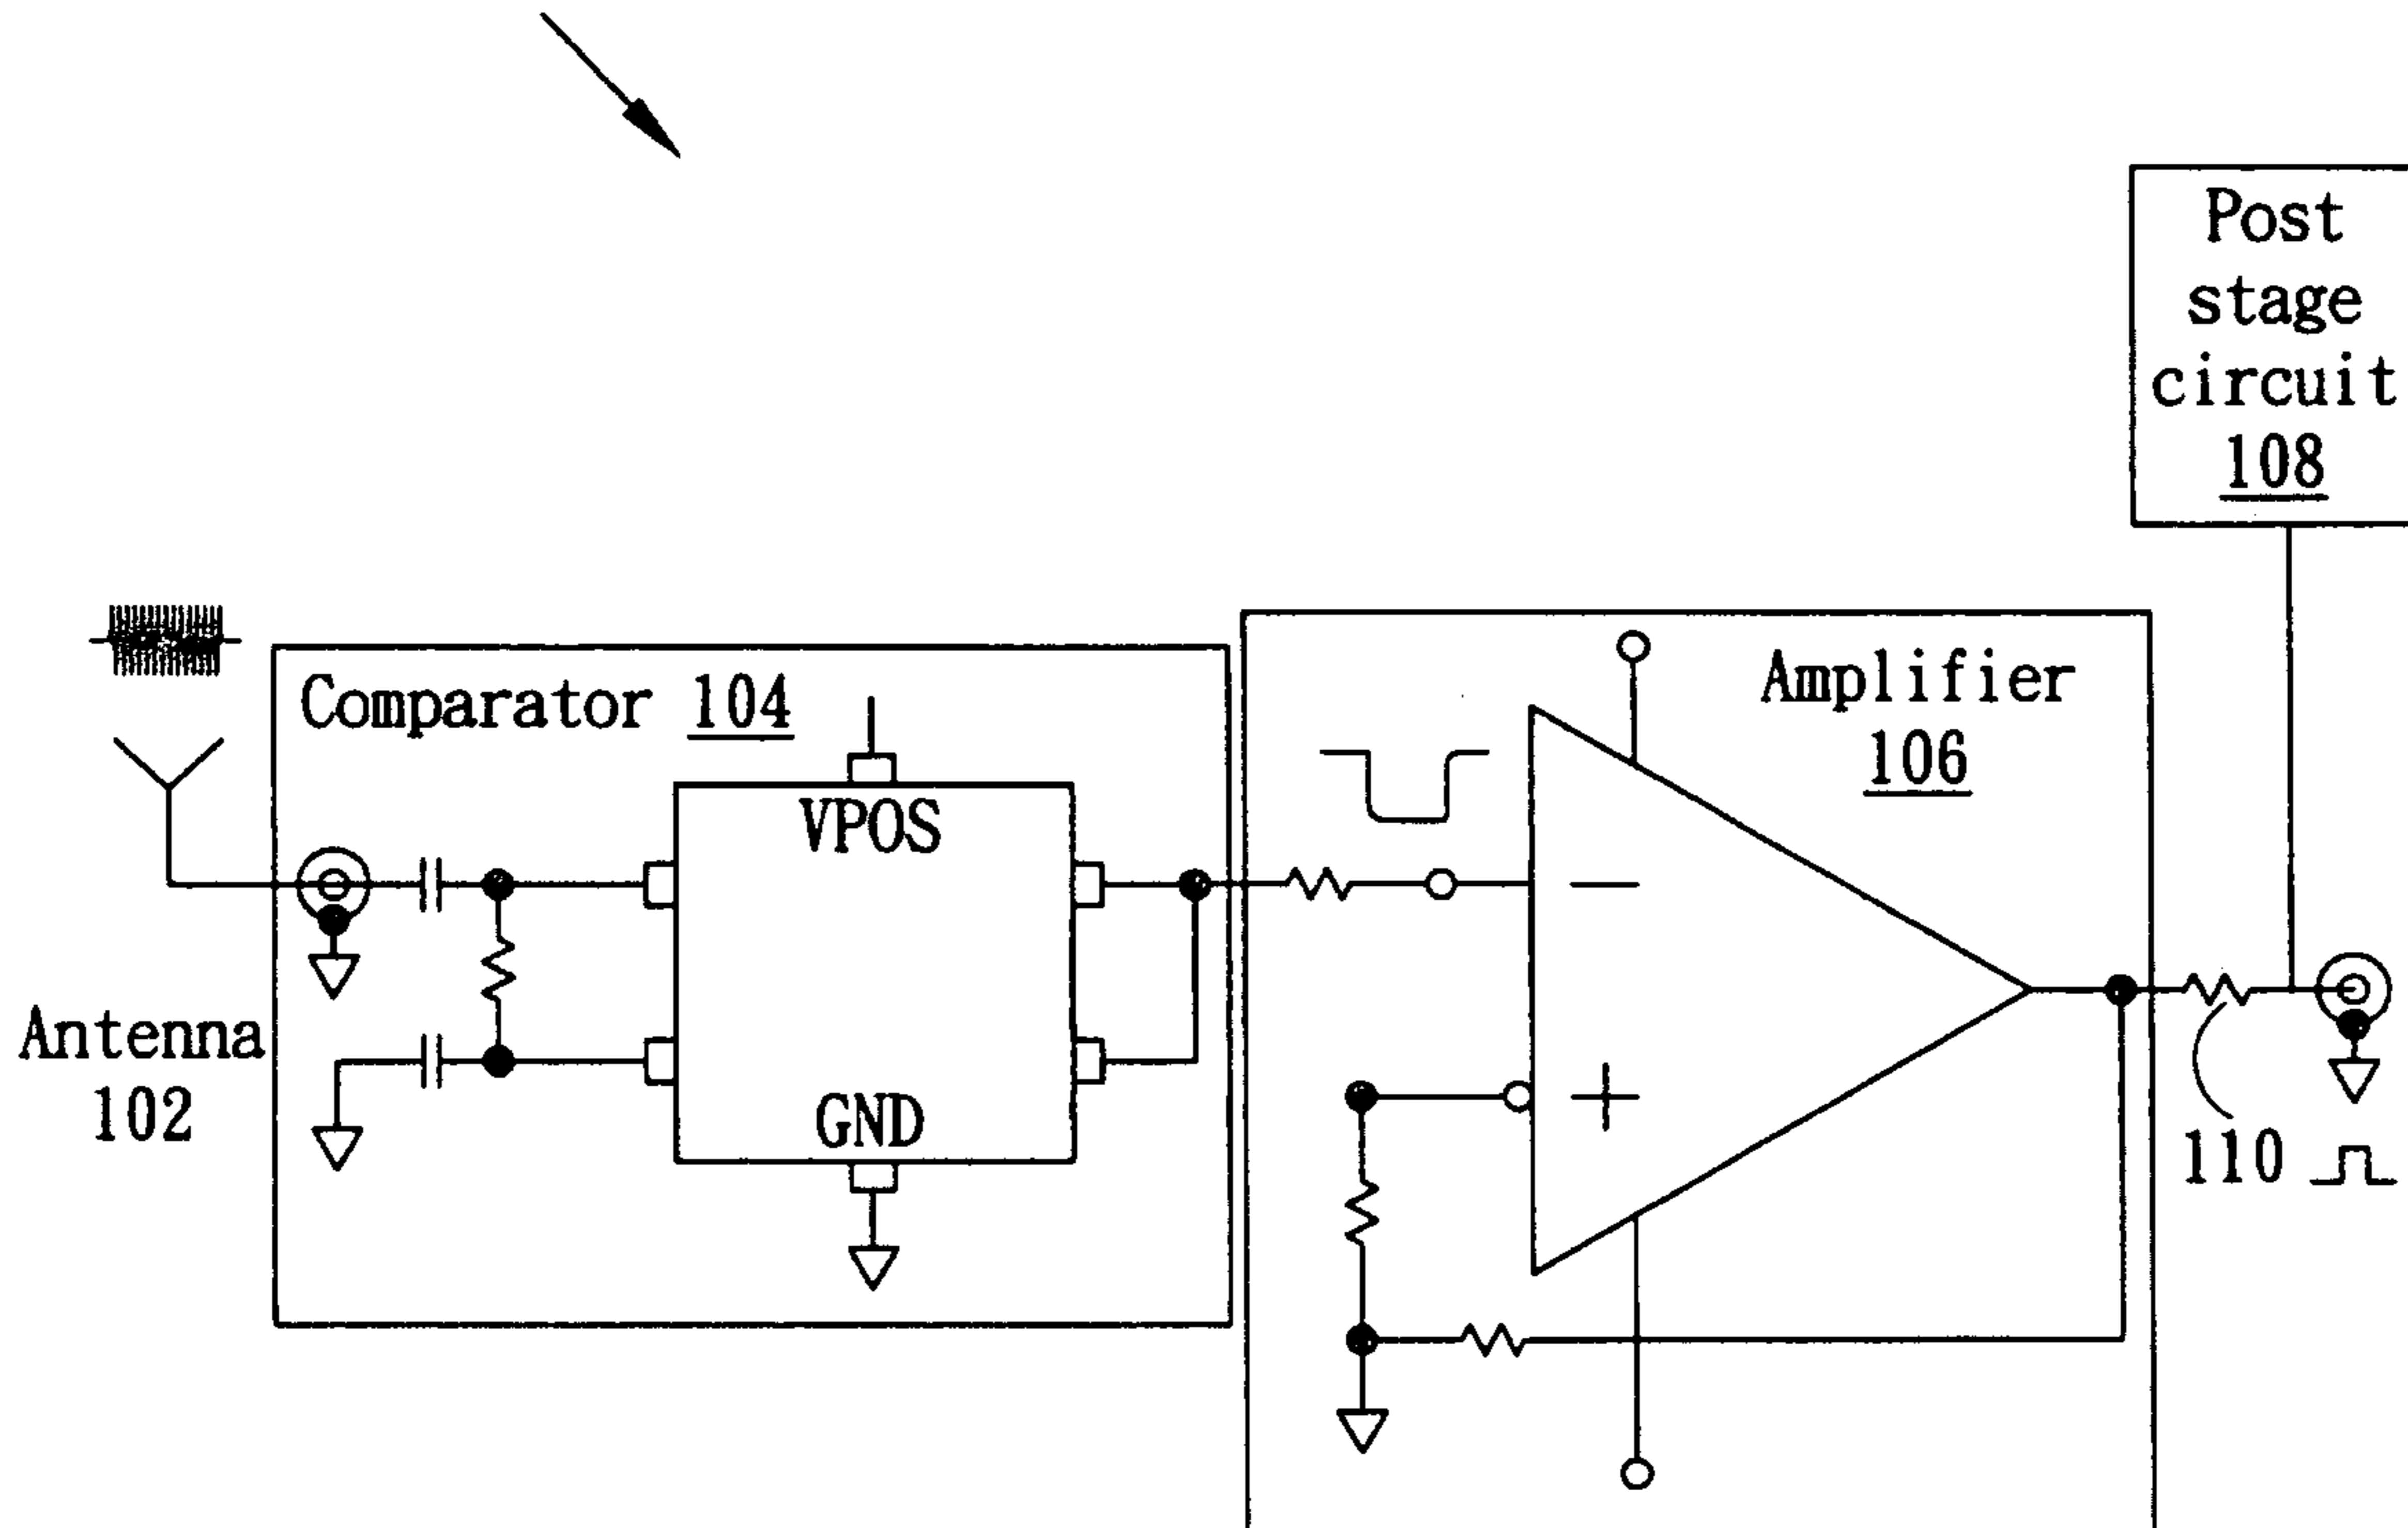 Post
stage
circuit
108
Comparator 104
VPOS
GND
Antenna
102
Amplifier
106
−
+
110